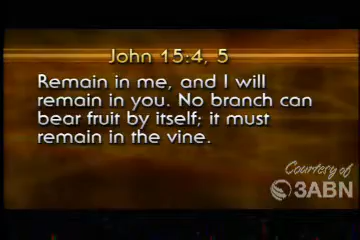 John 15:4, 5
Remain in me, and I will
remain in you. No branch can
bear fruit by itself; it must
remain in the vine.
Courtesy of
3ABN